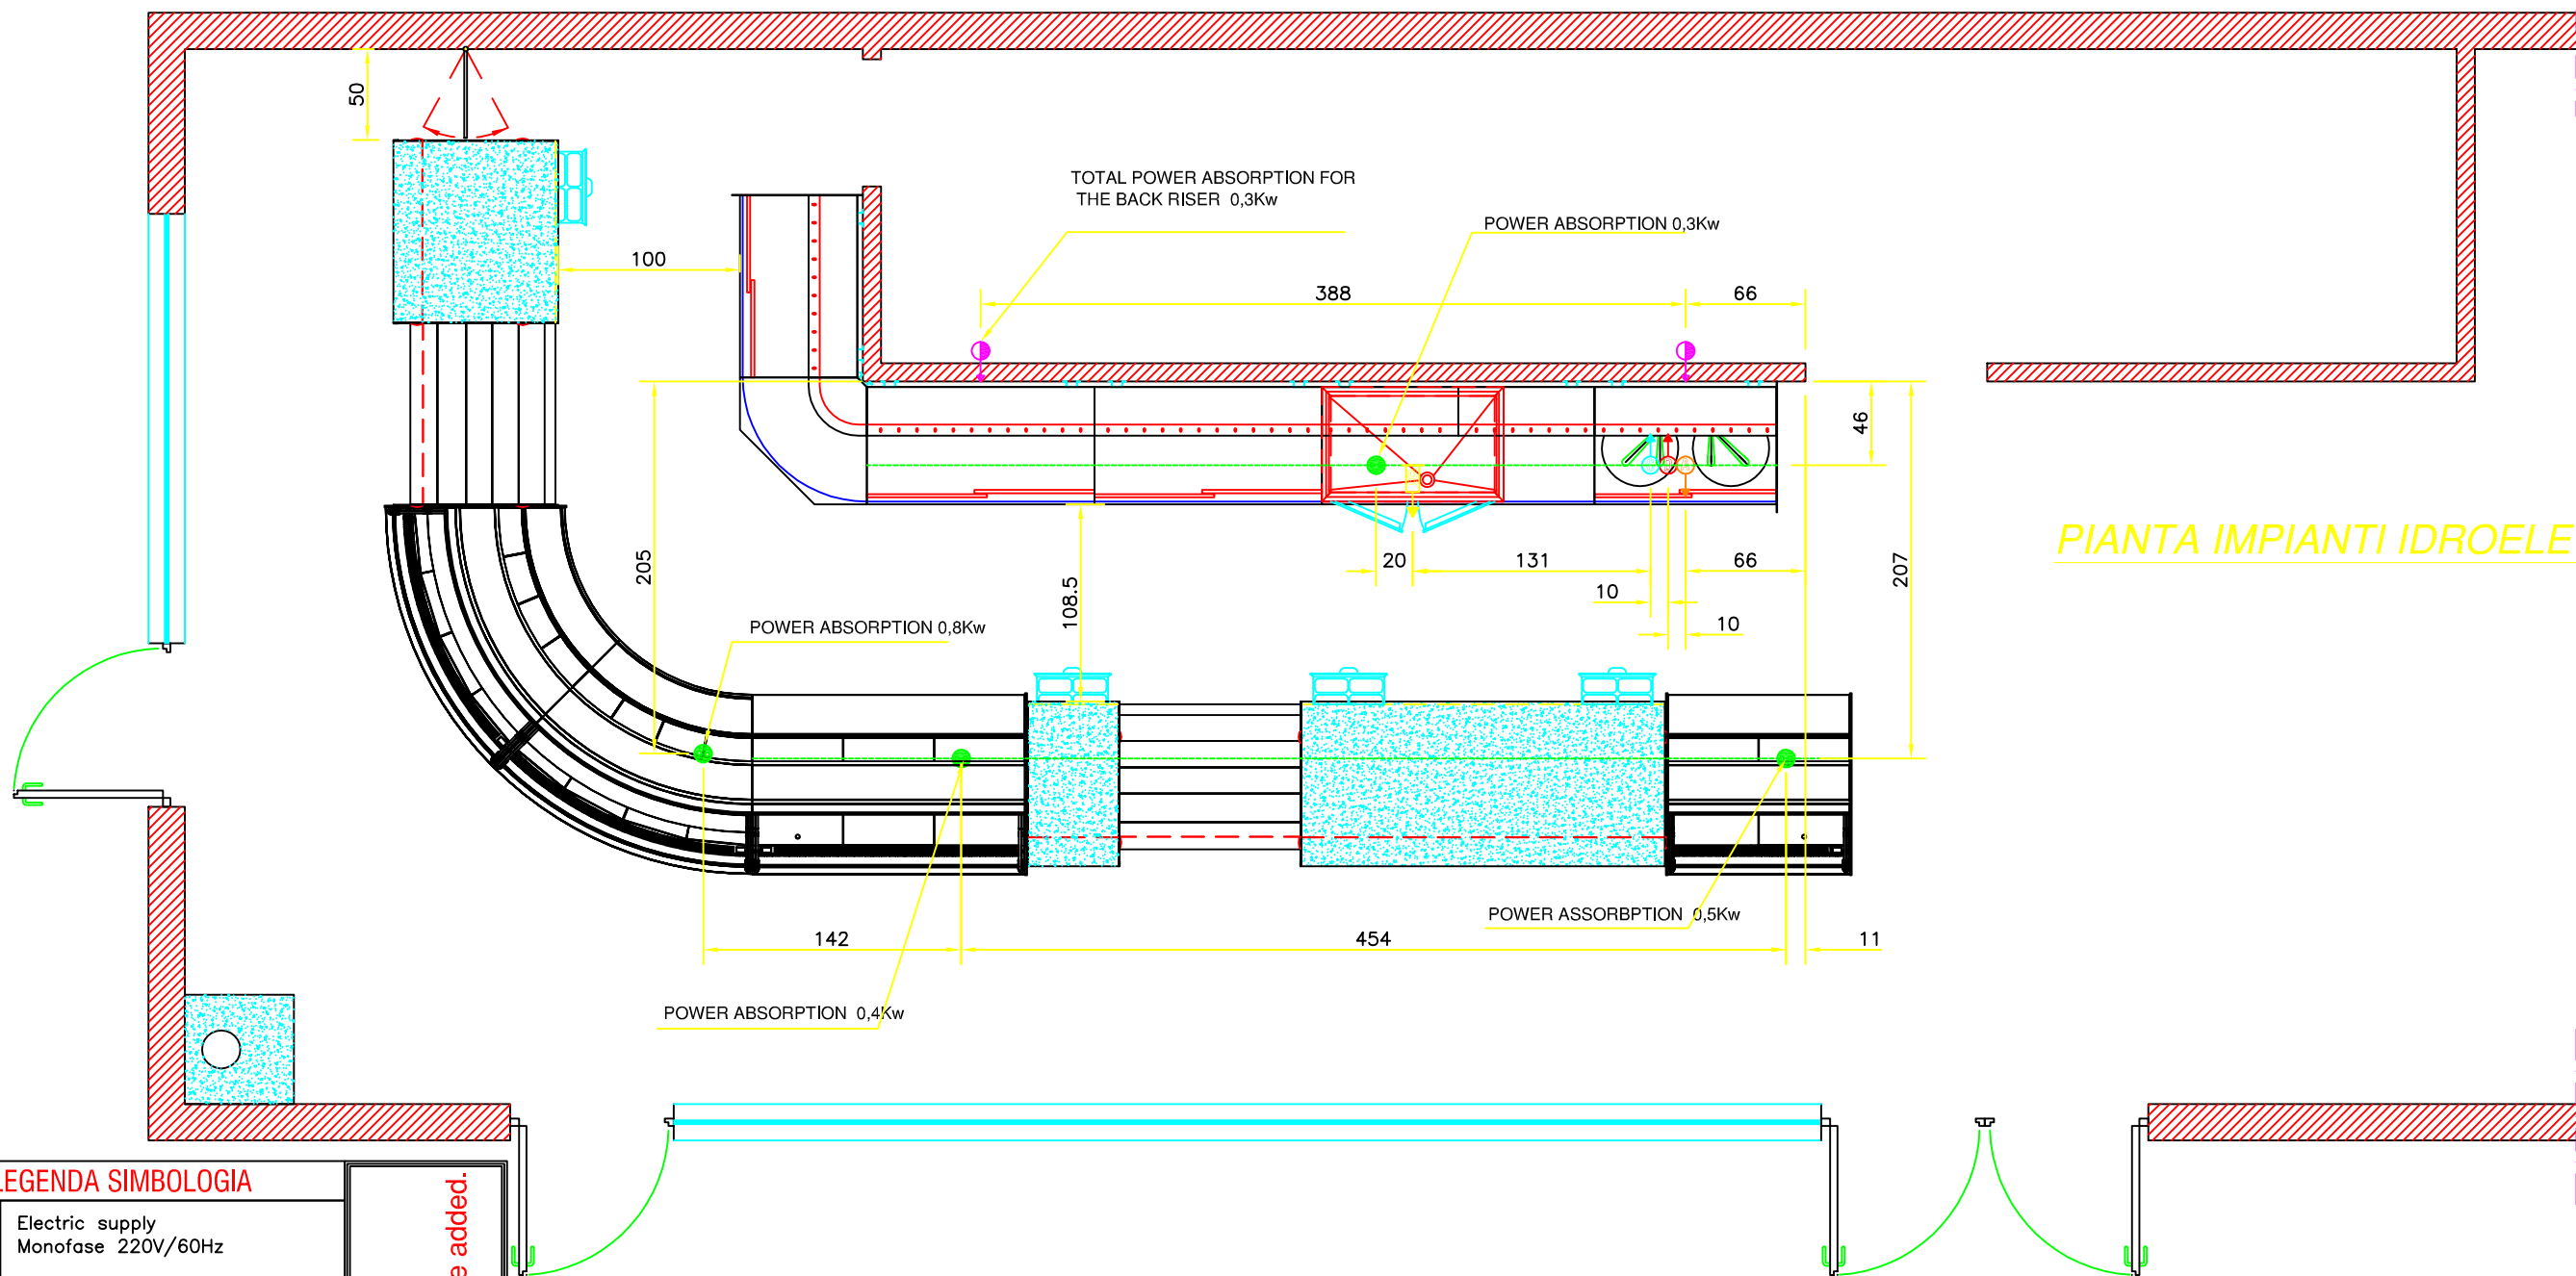 50
TOTAL POWER ABSORPTION FOR
THE BACK RISER 0,3Kw
POWER ABSORPTION 0,3Kw
100
388
66
46
PIANTA IMPIANTI IDROELE
205
108.5
20
131
66
207
10
10
POWER ABSORPTION 0,8Kw
POWER ASSORBPTION 0,5Kw
142
454
11
POWER ABSORPTION 0,4Kw
LEGENDA SIMBOLOGIA
Electric supply
Monofase 220V/60Hz
e added.